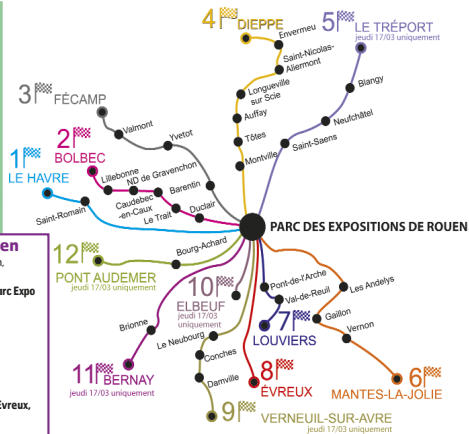 4 DIEPPE
Envermeu
Saint-Nicolas-
Aliermont
Longueville
sur Scie
Auffay
Tôtes
Montville
5 LE TRÉPORT
jeudi 17/03 uniquement
Blangy
Neufchâtel
Saint-Saens
3 FÉCAMP
Valmont
Yvetot
Barentin
2
BOLBEC
Lillebonne
ND de Gravenchon
Caudebec
-en-Caux
Le Trait
Duclair
1
LE HAVRE
Saint-Romain
PARC DES EXPOSITIONS DE ROUEN
12
PONT AUDEMER
jeudi 17/03 uniquement
Bourg-Achard
10
ELBEUF
jeudi 17/03
uniquement
Pont-de-l'Arche
Val-de-Reuil
7
LOUVIERS
Les Andelys
Gaillon
Vernon
6
MANTES-LA-JOLIE
Brionne
11 BERNAY
jeudi 17/03 uniquement
Le Neubourg
Conches
Damville
8
ÉVREUX
9 VERNEUIL-SUR-AVRE
jeudi 17/03 uniquement
en
n,
arc Expo
Evreux,